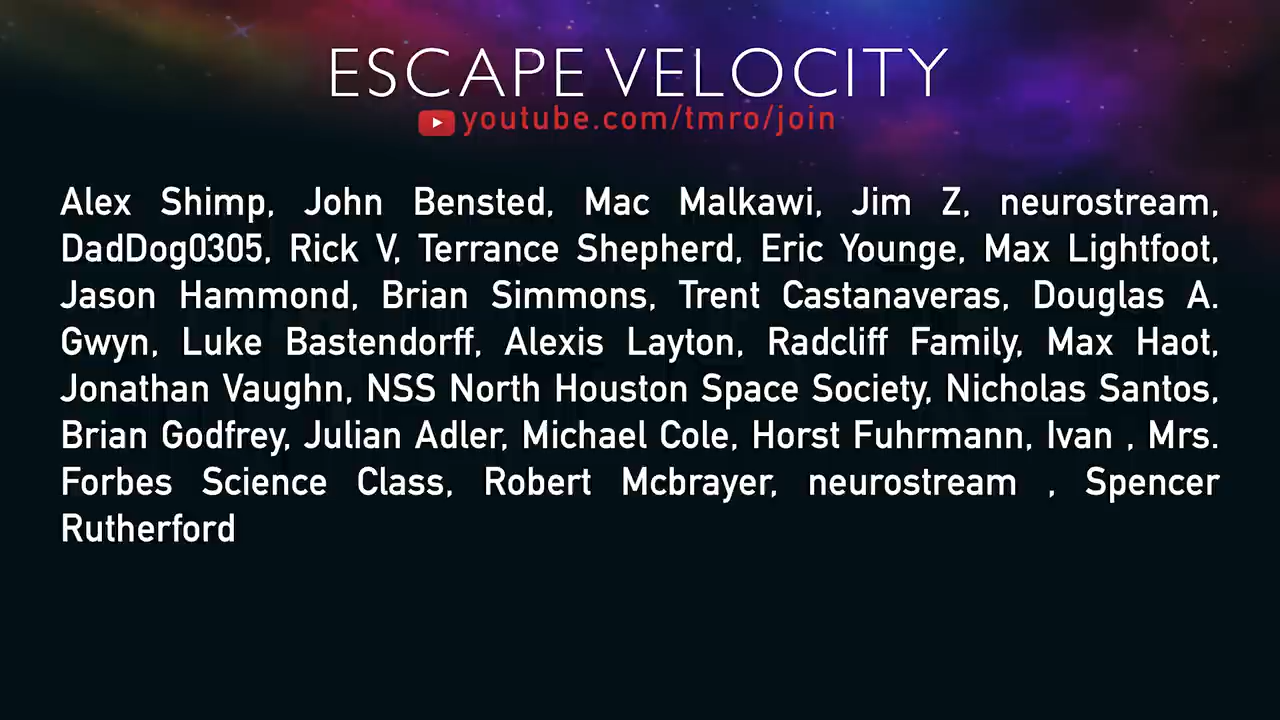 ESCAPE VELOCITY
youtube.com/tmro/join
Alex Shimp, John Bensted, Mac Malkawi, Jim Z, neurostream,
DadDog0305, Rick V, Terrance Shepherd, Eric Younge, Max Lightfoot,
Jason Hammond, Brian Simmons, Trent Castanaveras, Douglas A.
Gwyn, Luke Bastendorff, Alexis Layton, Radcliff Family, Max Haot,
Jonathan Vaughn, NSS North Houston Space Society, Nicholas Santos,
Brian Godfrey, Julian Adler, Michael Cole, Horst Fuhrmann, Ivan , Mrs.
Forbes Science Class, Robert Mcbrayer, neurostream , Spencer
Rutherford